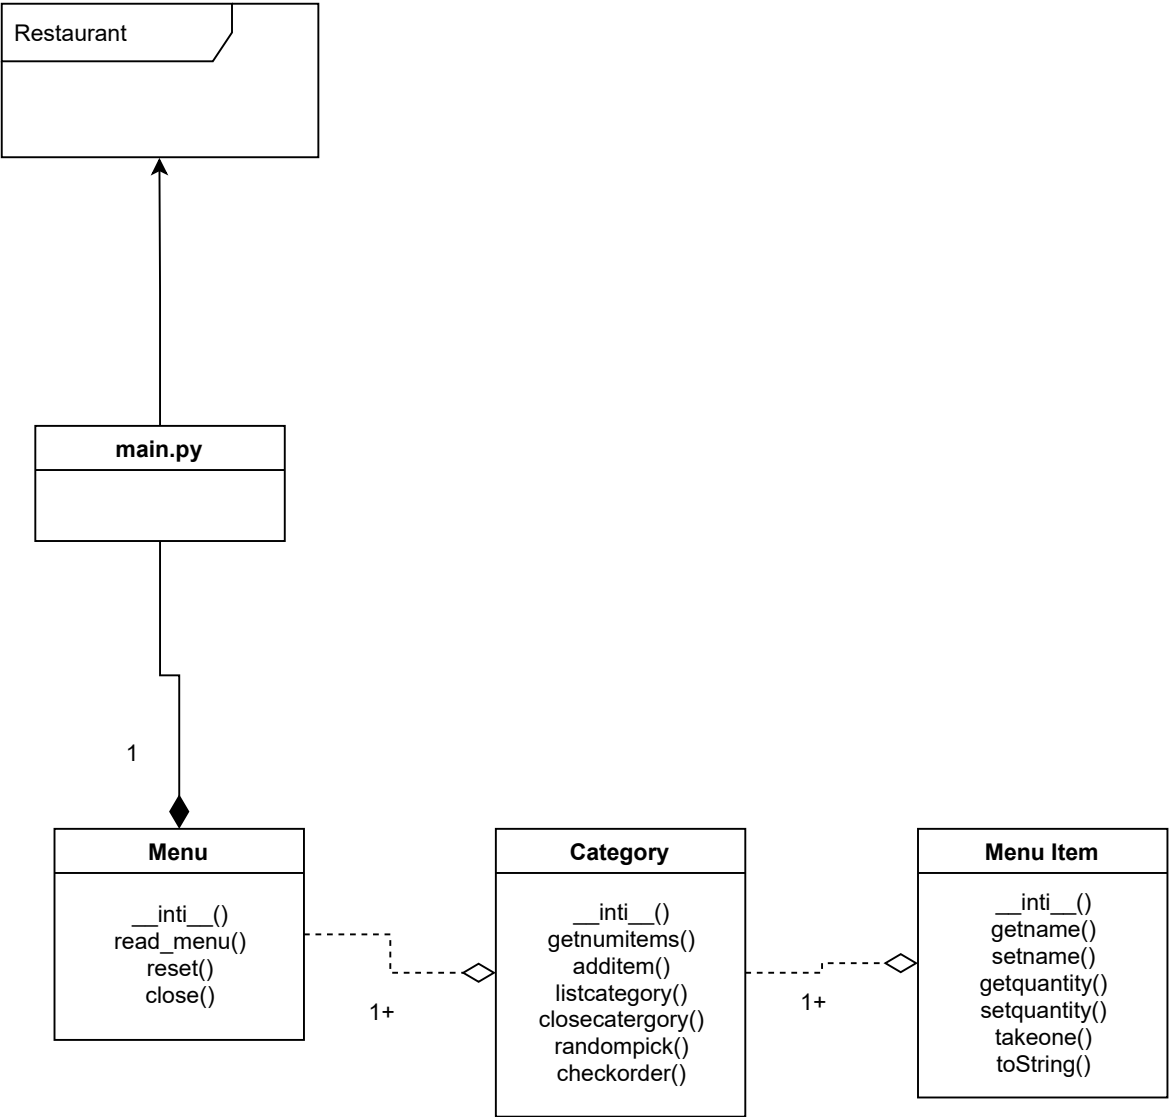 Restaurant
main.py
1
Menu
__inti__()
read_menu()
reset()
close()
1+
Category
__inti__()
getnumitems()
additem()
listcategory()
closecatergory()
randompick()
checkorder()
1+
Menu Item
__inti__()
getname()
setname()
getquantity()
setquantity()
takeone()
toString()